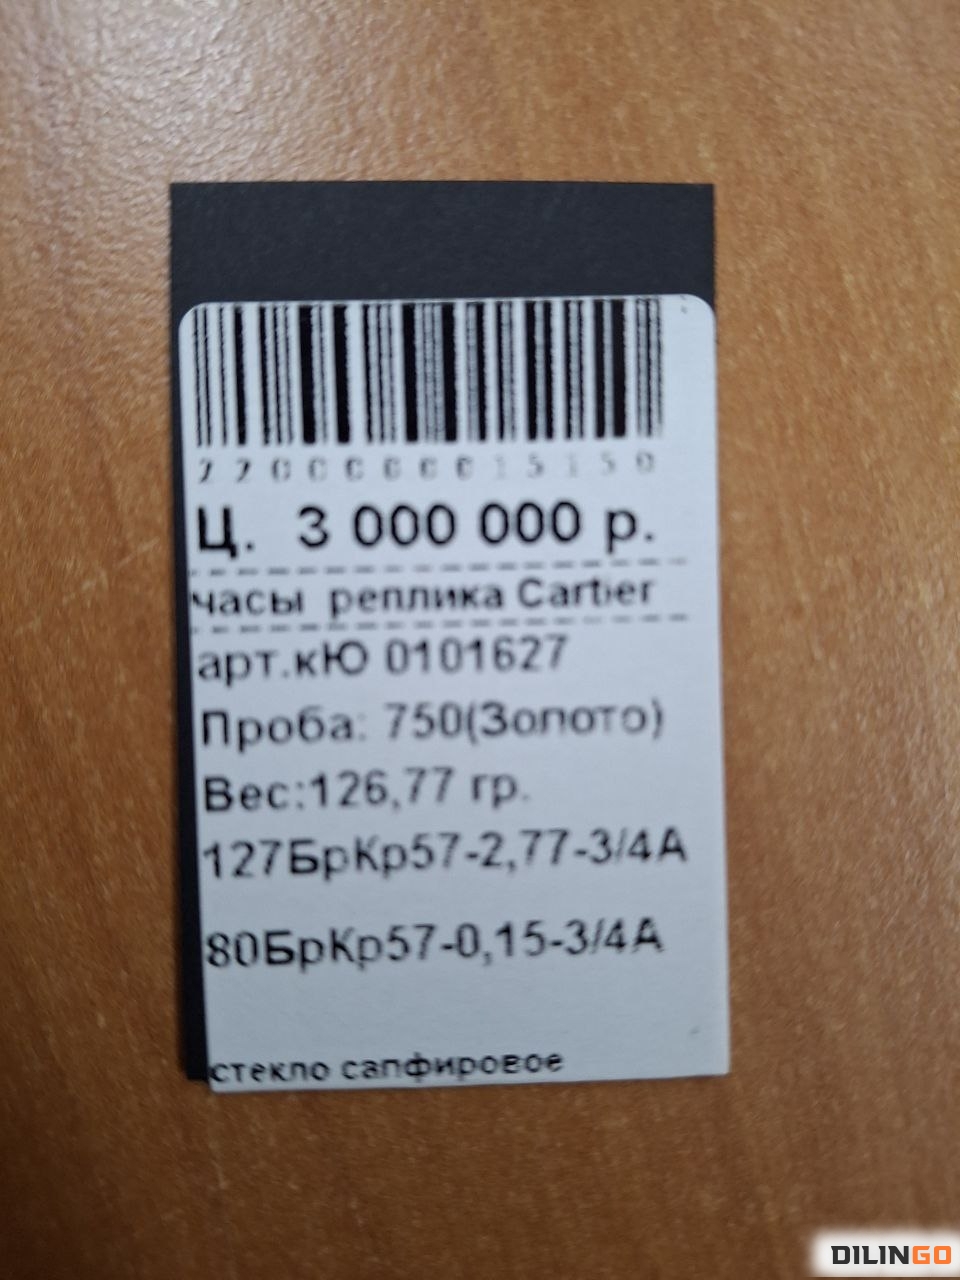 2200000015150
Ц. 3 000 000 р.
часы реплика Cartier
арт.кЮ 0101627
Проба: 750(Золото)
Вес:126,77 гр.
127БрКр57-2,77-3/4А
80БрКр57-0,15-3/4А
стекло сапфировое
DILINGO